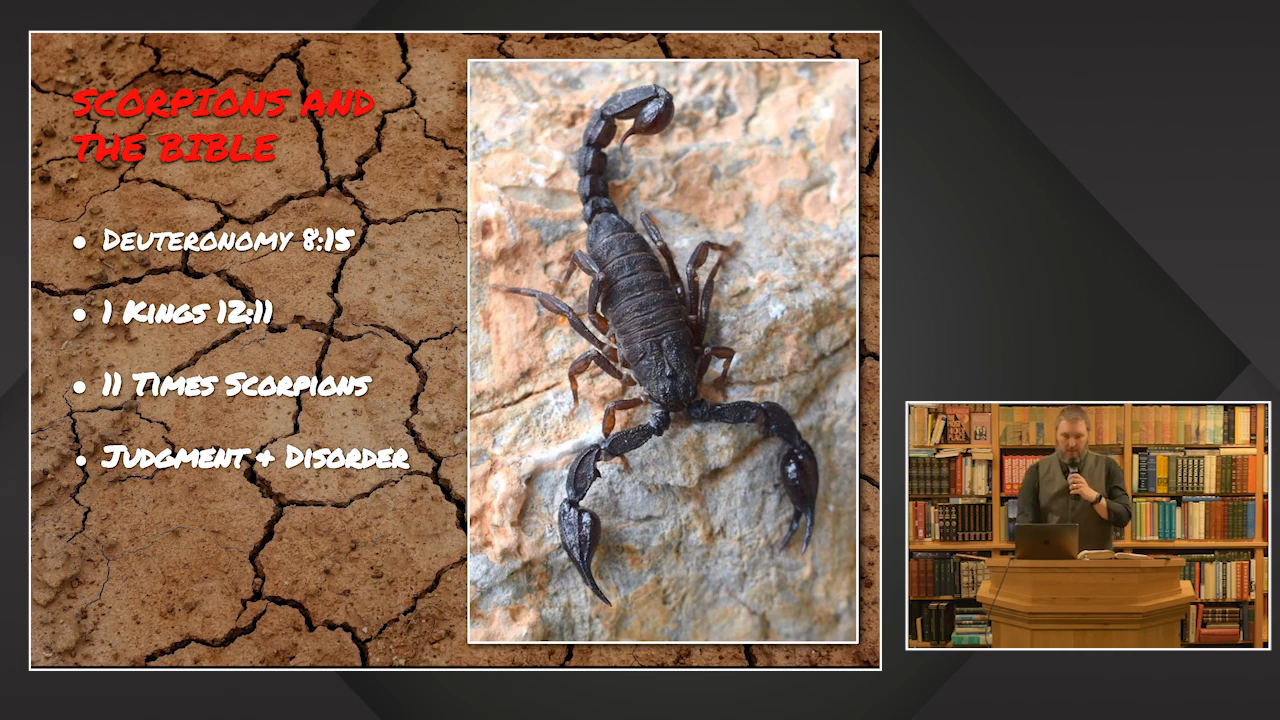 SCORPIONS AND
THE BIBLE
• DEUTERONOMY 8:15
• 1 KINGS 12:11
• 11 TIMES SCORPIONS
• JUDGMENT & DISORDER